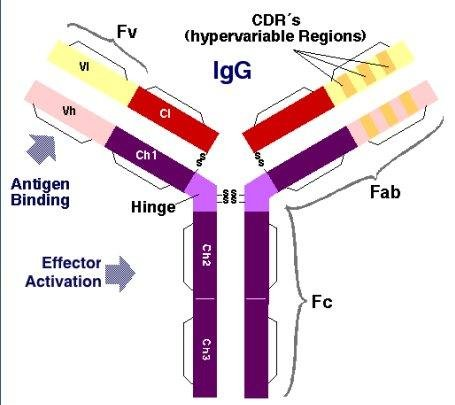 Fv
CDR´s
(hypervariable Regions)
IgG
Vl
Cl
Vh
Ch1
S
S
Antigen
Binding
Hinge
S
S
S
S
S
S
Fab
Effector
Activation
Ch2
Ch3
Fc